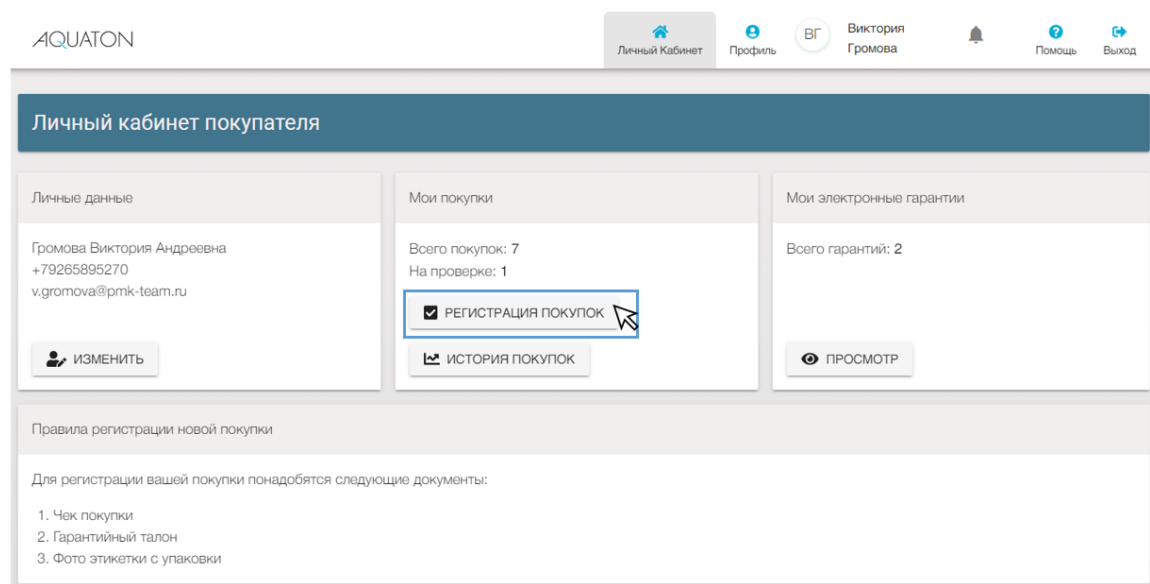 AQUATON
Личный Кабинет
Профиль
ВГ
Виктория
Громова
Помощь
Выход
Личный кабинет покупателя
Личные данные
Громова Виктория Андреевна
+79265895270
v.gromova@pmk-team.ru
ИЗМЕНИТЬ
Мои покупки
Всего покупок: 7
На проверке: 1
РЕГИСТРАЦИЯ ПОКУПОК
ИСТОРИЯ ПОКУПОК
Мои электронные гарантии
Всего гарантий: 2
ПРОСМОТР
Правила регистрации новой покупки
Для регистрации вашей покупки понадобятся следующие документы:
1. Чек покупки
2. Гарантийный талон
3. Фото этикетки с упаковки